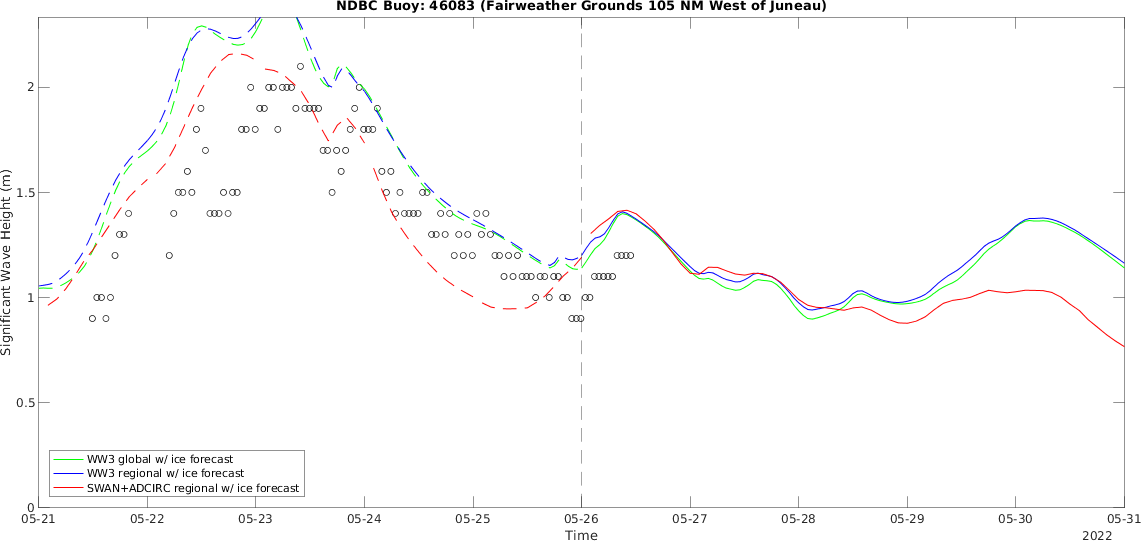 NDBC Buoy: 46083 (Fairweather Grounds 105 NM West of Juneau)
Significant Wave Height (m)
2
1.5
1
0.5
0
WW3 global w/ ice forecast
WW3 regional w/ ice forecast
SWAN+ADCIRC regional w/ ice forecast
05-21 05-22 05-23 05-24 05-25 05-26 05-27 05-28 05-29 05-30 05-31
Time
2022